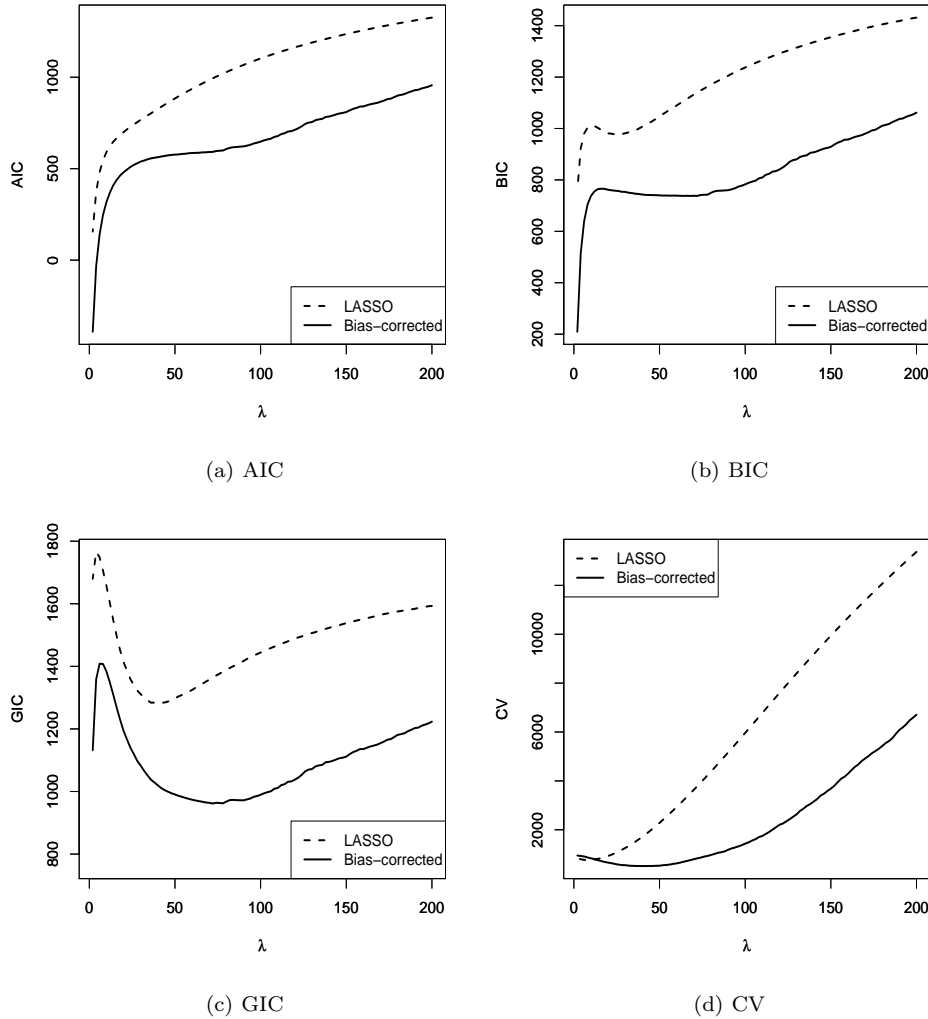 AIC
0
500
1000
0 50 100 150 200
λ
LASSO
Bias−corrected
(a) AIC
BIC
200 400 600 800 1000 1200 1400
0 50 100 150 200
λ
LASSO
Bias−corrected
(b) BIC
GIC
800 1000 1200 1400 1600 1800
0 50 100 150 200
λ
LASSO
Bias−corrected
(c) GIC
CV
2000 6000 10000
0 50 100 150 200
λ
LASSO
Bias−corrected
(d) CV